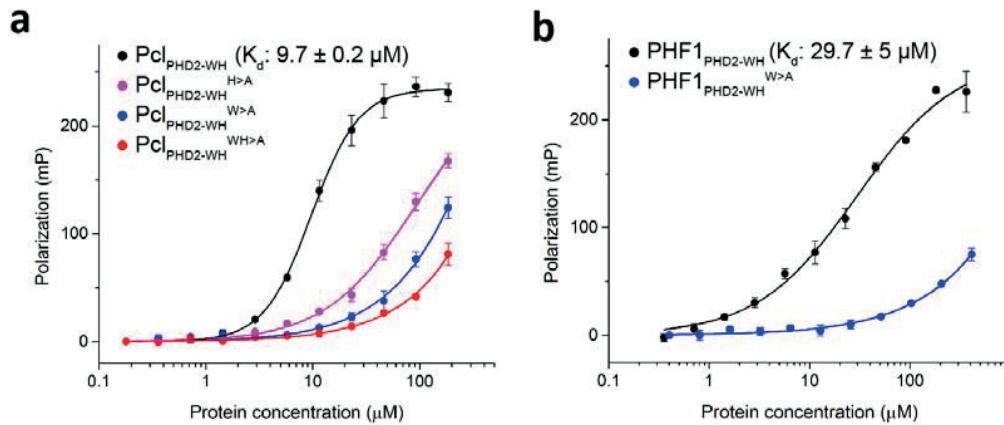 a
Pcl PHD2-WH (Kd: 9.7 ± 0.2 µM)
Pcl PHD2-WH H>A
Pcl PHD2-WH W>A
Pcl PHD2-WH WH>A
Polarization (mP)
200
100
0
0.1 1 10 100
Protein concentration (µM)
b
PHF1 PHD2-WH (Kd: 29.7 ± 5 µM)
PHF1 PHD2-WH W>A
Polarization (mP)
200
100
0
0.1 1 10 100
Protein concentration (µM)